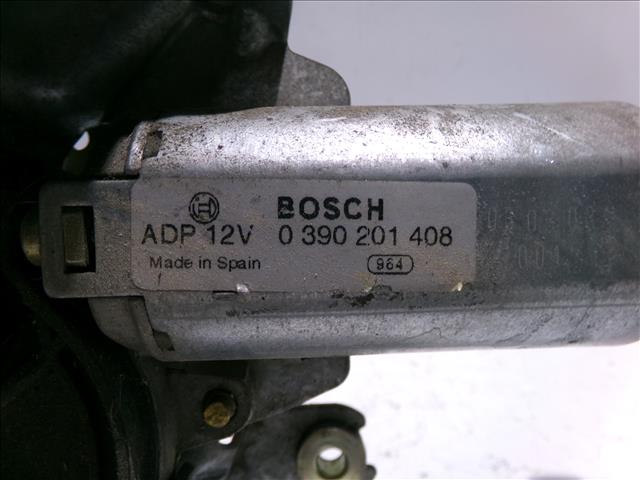 BOSCH
ADP 12V 0 390 201 408
Made in Spain 964